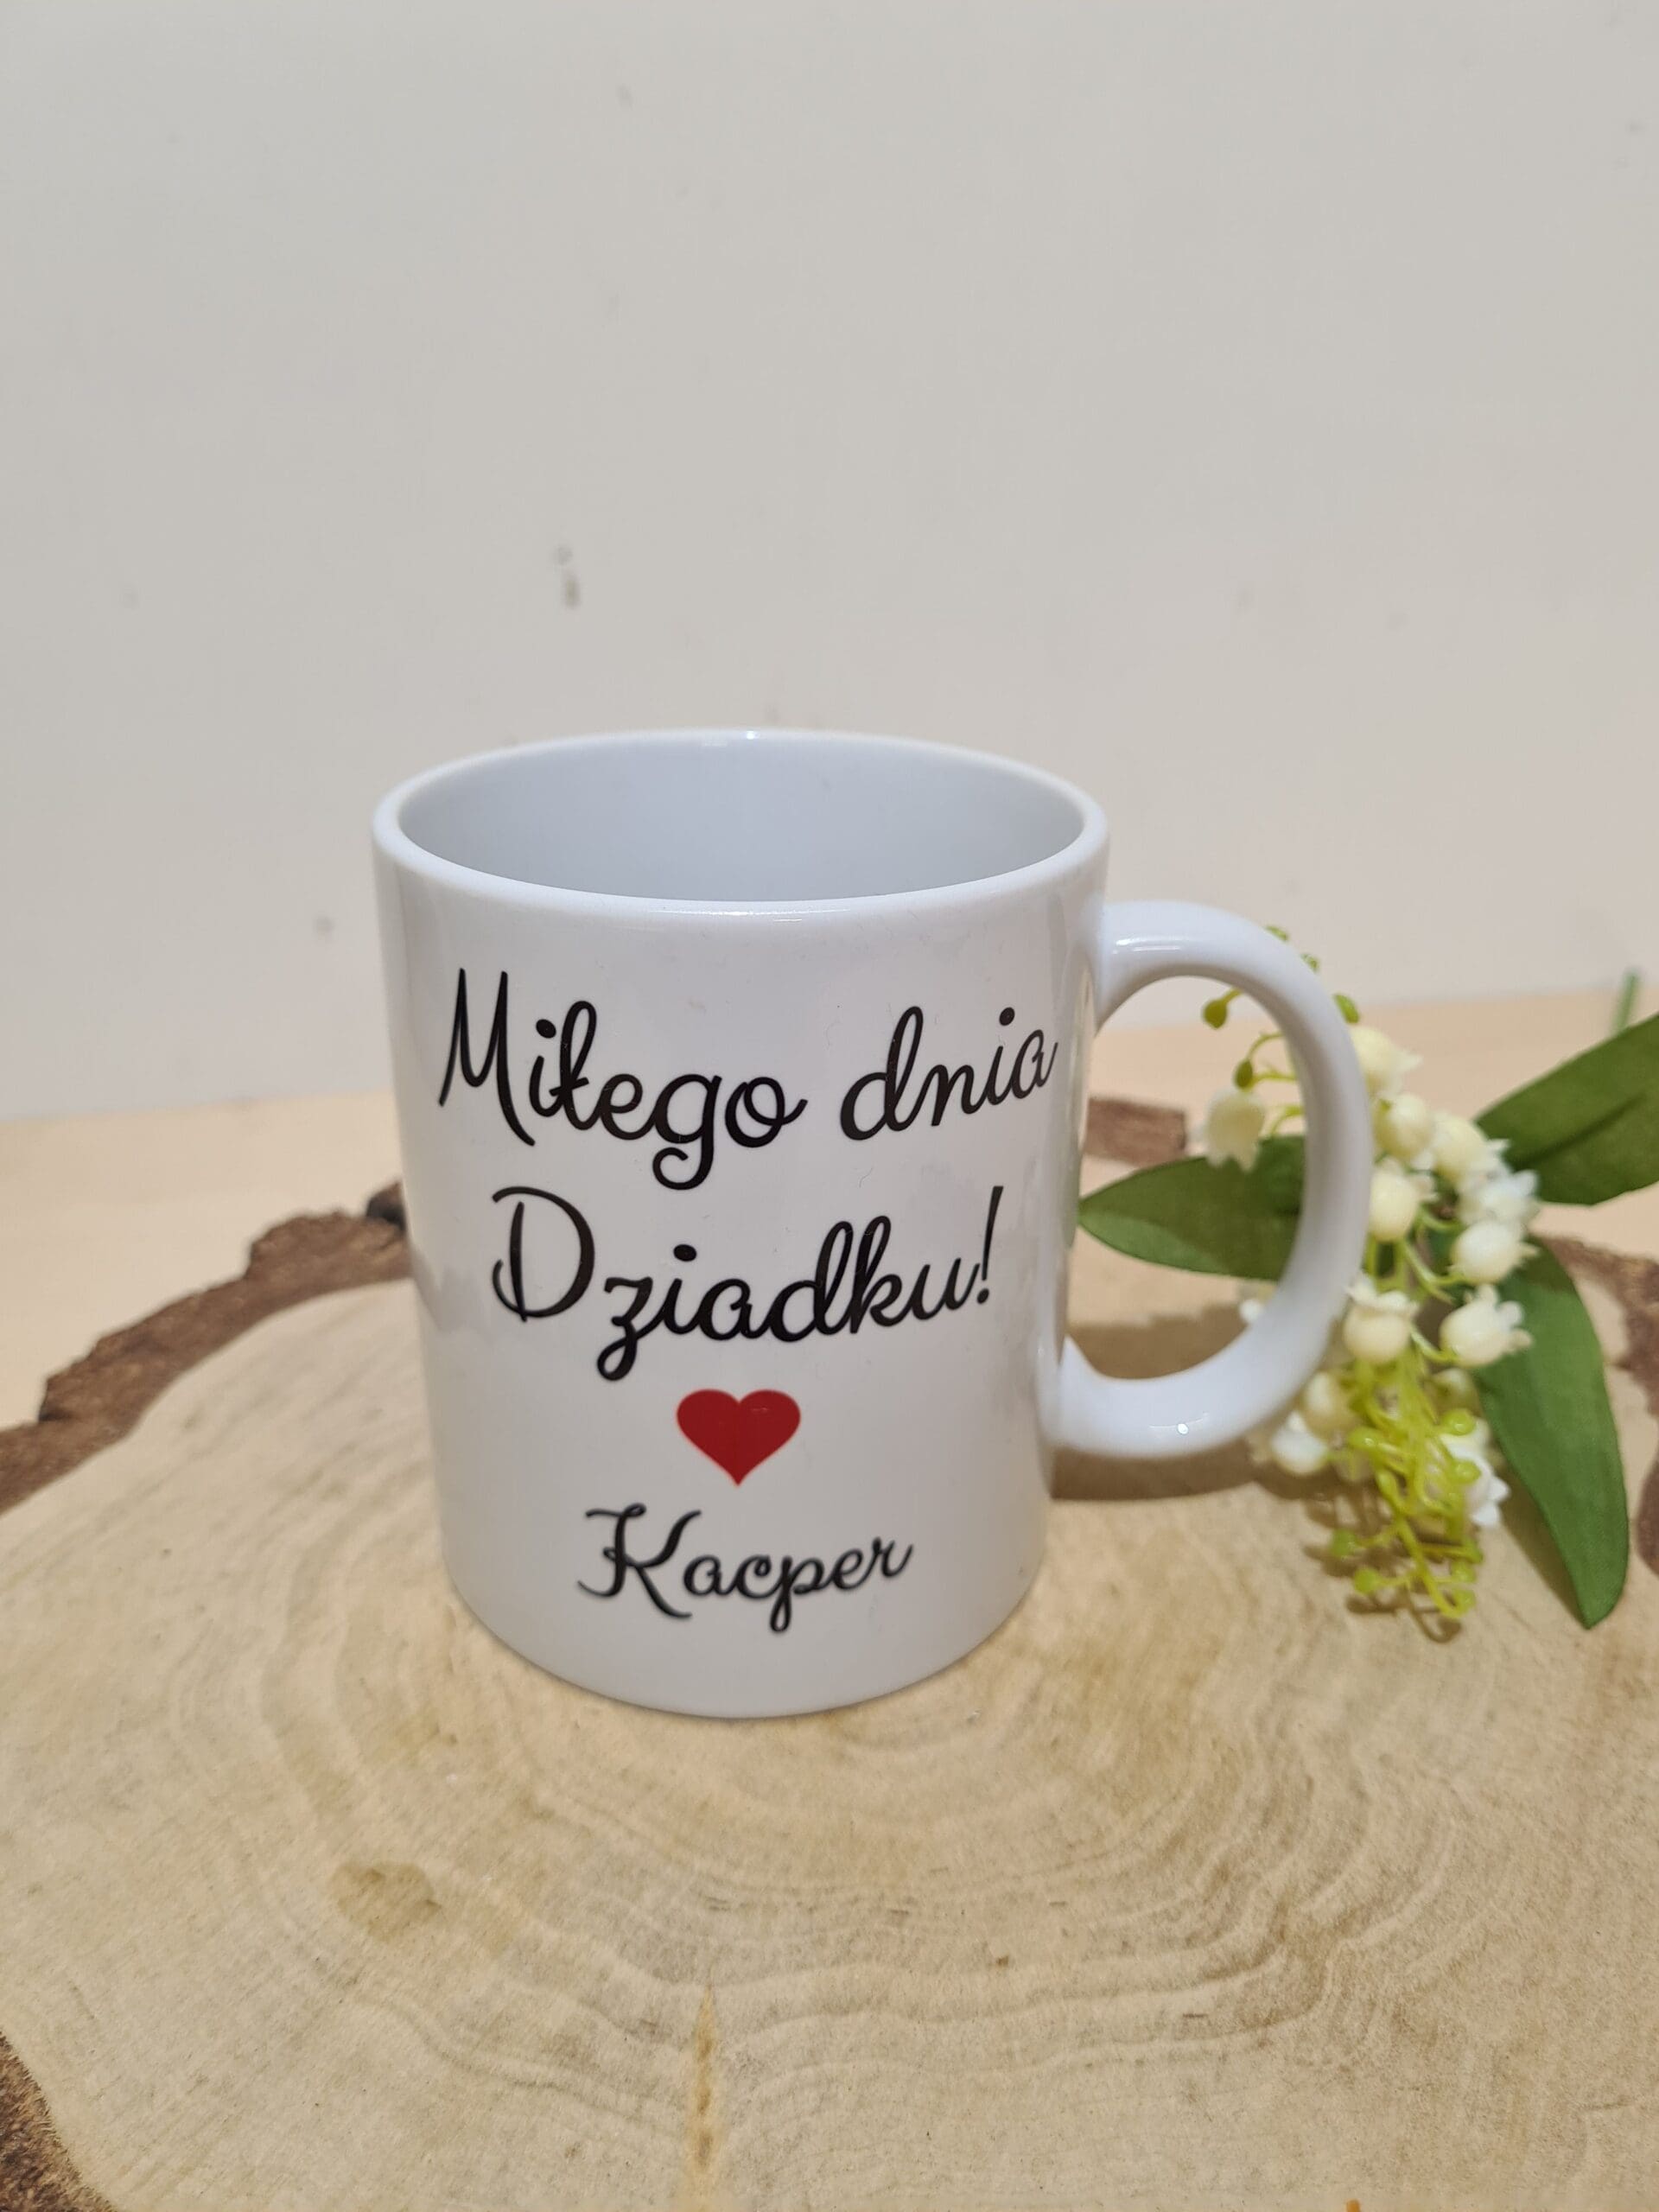 Miłego dnia
Dziadku!
Kacper